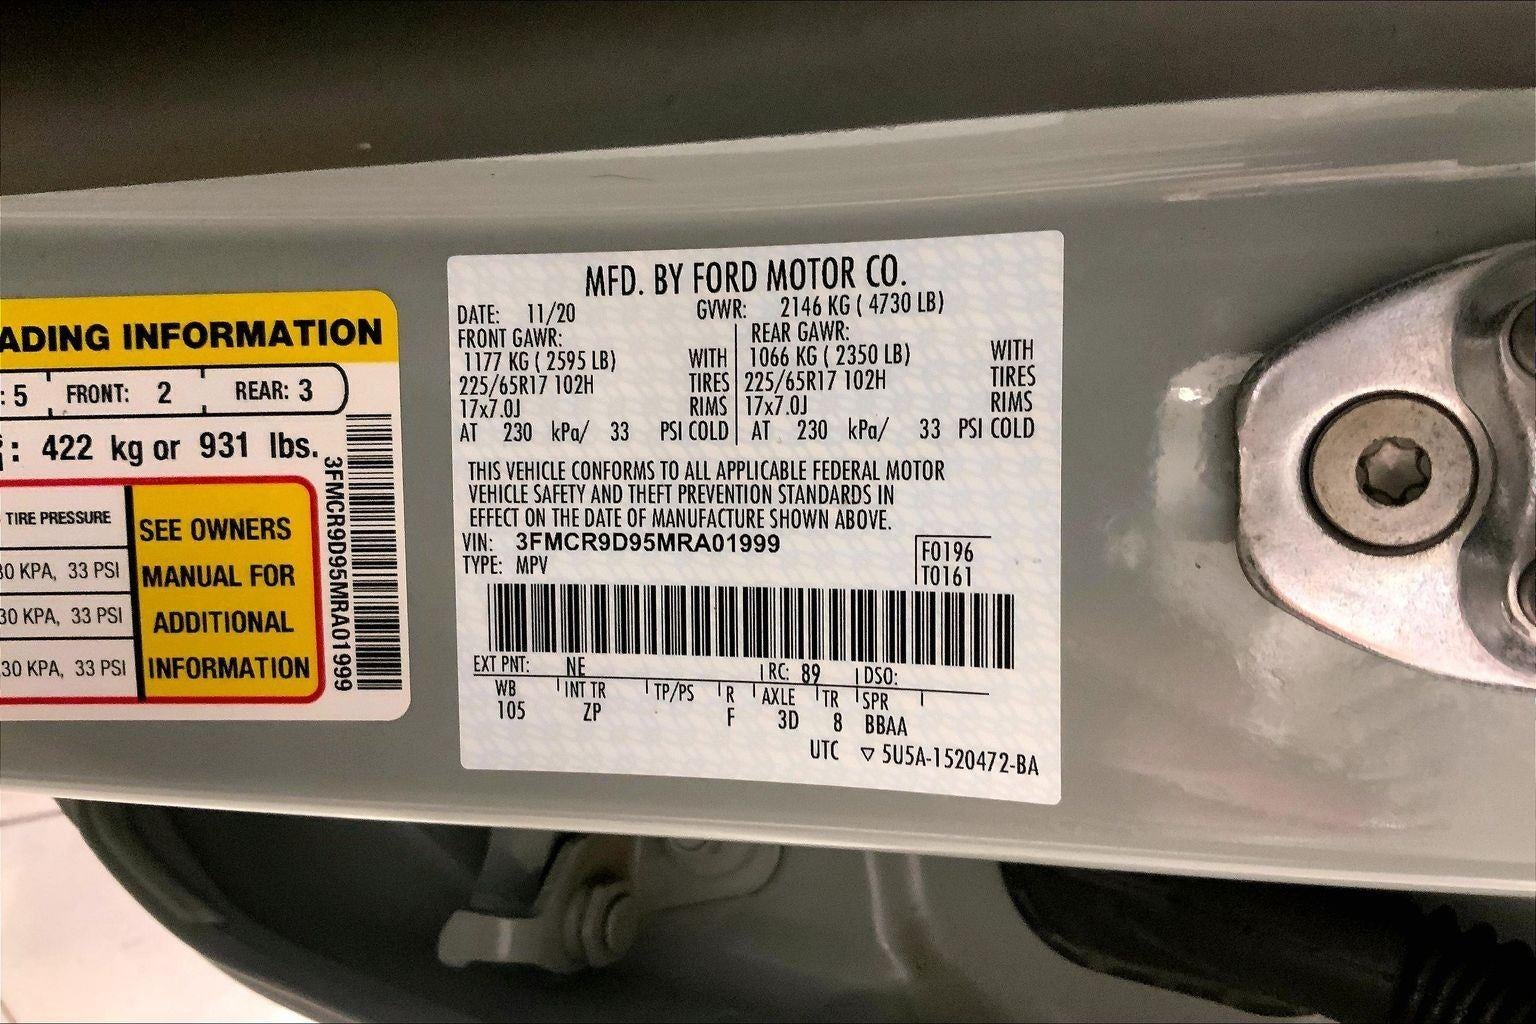 ADING INFORMATION
: 5 FRONT: 2 REAR: 3
: 422 kg or 931 lbs.
TIRE PRESSURE
30 KPA, 33 PSI
30 KPA, 33 PSI
30 KPA, 33 PSI
SEE OWNERS
MANUAL FOR
ADDITIONAL
INFORMATION
3FMCR9D95MRA01999
MFD. BY FORD MOTOR CO.
DATE: 11/20 GVWR: 2146 KG ( 4730 LB)
FRONT GAWR: REAR GAWR:
1177 KG ( 2595 LB) WITH 1066 KG ( 2350 LB) WITH
225/65R17 102H TIRES 225/65R17 102H TIRES
17x7.0J RIMS 17x7.0J RIMS
AT 230 kPa/ 33 PSI COLD AT 230 kPa/ 33 PSI COLD
THIS VEHICLE CONFORMS TO ALL APPLICABLE FEDERAL MOTOR
VEHICLE SAFETY AND THEFT PREVENTION STANDARDS IN
EFFECT ON THE DATE OF MANUFACTURE SHOWN ABOVE.
VIN: 3FMCR9D95MRA01999 F0196
TYPE: MPV T0161
EXT PNT: NE RC: 89 DSO:
WB INT TR TP/PS R AXLE TR SPR
105 ZP F 3D 8 BBAA
UTC ▽ 5U5A-1520472-BA